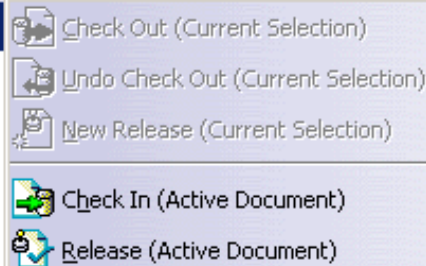 Check Out (Current Selection)
Undo Check Out (Current Selection)
New Release (Current Selection)
Check In (Active Document)
Release (Active Document)